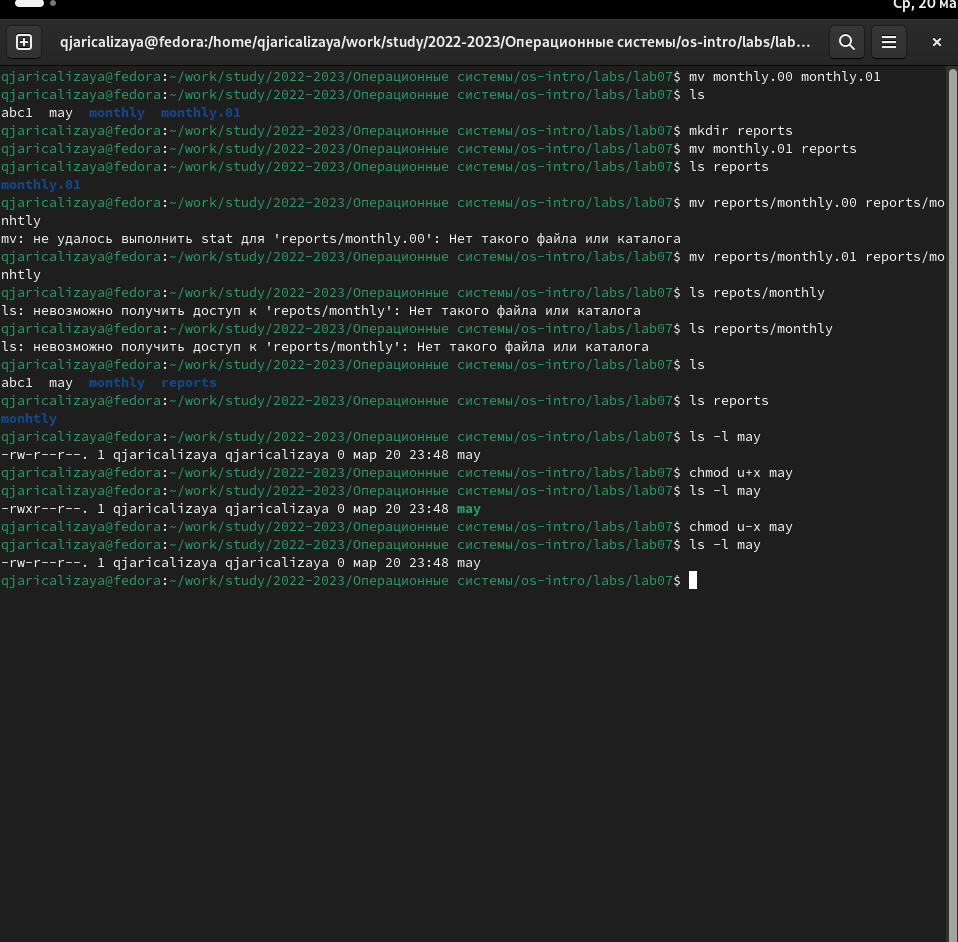 Ср, 20 ма
qjaricalizaya@fedora:/home/qjaricalizaya/work/study/2022-2023/Операционные системы/os-intro/labs/lab...
qjaricalizaya@fedora:~/work/study/2022-2023/Операционные системы/os-intro/labs/lab07$ mv monthly.00 monthly.01
qjaricalizaya@fedora:~/work/study/2022-2023/Операционные системы/os-intro/labs/lab07$ ls
abc1  may  monthly  monthly.01
qjaricalizaya@fedora:~/work/study/2022-2023/Операционные системы/os-intro/labs/lab07$ mkdir reports
qjaricalizaya@fedora:~/work/study/2022-2023/Операционные системы/os-intro/labs/lab07$ mv monthly.01 reports
qjaricalizaya@fedora:~/work/study/2022-2023/Операционные системы/os-intro/labs/lab07$ ls reports
monthly.01
qjaricalizaya@fedora:~/work/study/2022-2023/Операционные системы/os-intro/labs/lab07$ mv reports/monthly.00 reports/mo
nhtly
mv: не удалось выполнить stat для 'reports/monthly.00': Нет такого файла или каталога
qjaricalizaya@fedora:~/work/study/2022-2023/Операционные системы/os-intro/labs/lab07$ mv reports/monthly.01 reports/mo
nhtly
qjaricalizaya@fedora:~/work/study/2022-2023/Операционные системы/os-intro/labs/lab07$ ls repots/monthly
ls: невозможно получить доступ к 'repots/monthly': Нет такого файла или каталога
qjaricalizaya@fedora:~/work/study/2022-2023/Операционные системы/os-intro/labs/lab07$ ls reports/monthly
ls: невозможно получить доступ к 'reports/monthly': Нет такого файла или каталога
qjaricalizaya@fedora:~/work/study/2022-2023/Операционные системы/os-intro/labs/lab07$ ls
abc1  may  monthly  reports
qjaricalizaya@fedora:~/work/study/2022-2023/Операционные системы/os-intro/labs/lab07$ ls reports
monhtly
qjaricalizaya@fedora:~/work/study/2022-2023/Операционные системы/os-intro/labs/lab07$ ls -l may
-rw-r--r--. 1 qjaricalizaya qjaricalizaya 0 мар 20 23:48 may
qjaricalizaya@fedora:~/work/study/2022-2023/Операционные системы/os-intro/labs/lab07$ chmod u+x may
qjaricalizaya@fedora:~/work/study/2022-2023/Операционные системы/os-intro/labs/lab07$ ls -l may
-rwxr--r--. 1 qjaricalizaya qjaricalizaya 0 мар 20 23:48 may
qjaricalizaya@fedora:~/work/study/2022-2023/Операционные системы/os-intro/labs/lab07$ chmod u-x may
qjaricalizaya@fedora:~/work/study/2022-2023/Операционные системы/os-intro/labs/lab07$ ls -l may
-rw-r--r--. 1 qjaricalizaya qjaricalizaya 0 мар 20 23:48 may
qjaricalizaya@fedora:~/work/study/2022-2023/Операционные системы/os-intro/labs/lab07$